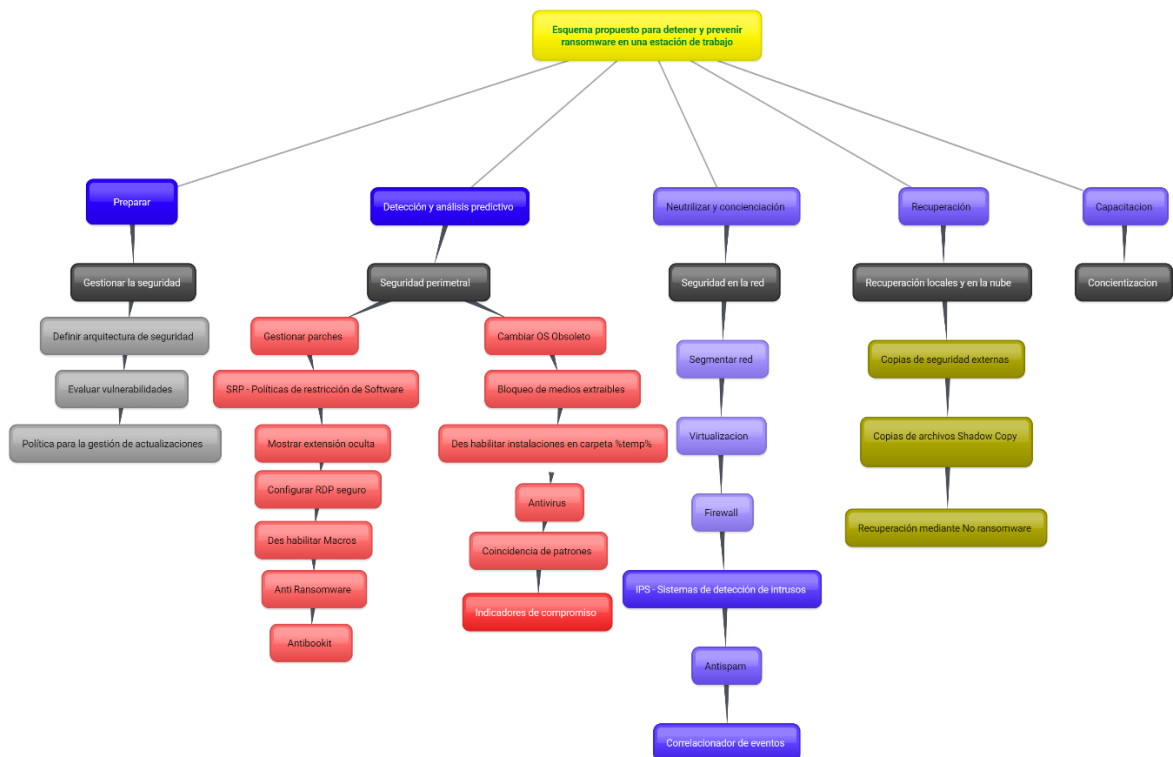 Esquema propuesto para detener y prevenir
ransomware en una estación de trabajo
Preparar
Detección y análisis predictivo
Neutrilizar y concienciación
Recuperación
Capacitacion
Gestionar la seguridad
Seguridad perimetral
Seguridad en la red
Recuperación locales y en la nube
Concientizacion
Definir arquitectura de seguridad
Evaluar vulnerabilidades
Política para la gestión de actualizaciones
Gestionar parches
SRP - Políticas de restricción de Software
Mostrar extensión oculta
Configurar RDP seguro
Des habilitar Macros
Anti Ransomware
Antibookit
Cambiar OS Obsoleto
Bloqueo de medios extraibles
Des habilitar instalaciones en carpeta %temp%
Antivirus
Coincidencia de patrones
Indicadores de compromiso
Segmentar red
Virtualizacion
Firewall
IPS - Sistemas de detección de intrusos
Antispam
Correlacionador de eventos
Copias de seguridad externas
Copias de archivos Shadow Copy
Recuperación mediante No ransomware